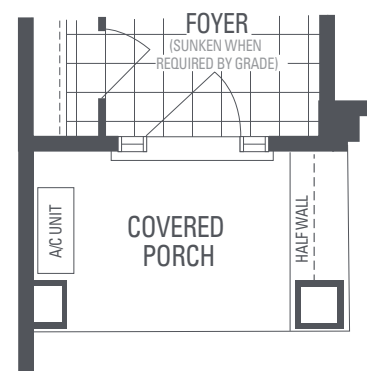 FOYER
(SUNKEN WHEN
REQUIRED BY GRADE)
A/C UNIT
COVERED
PORCH
HALF WALL